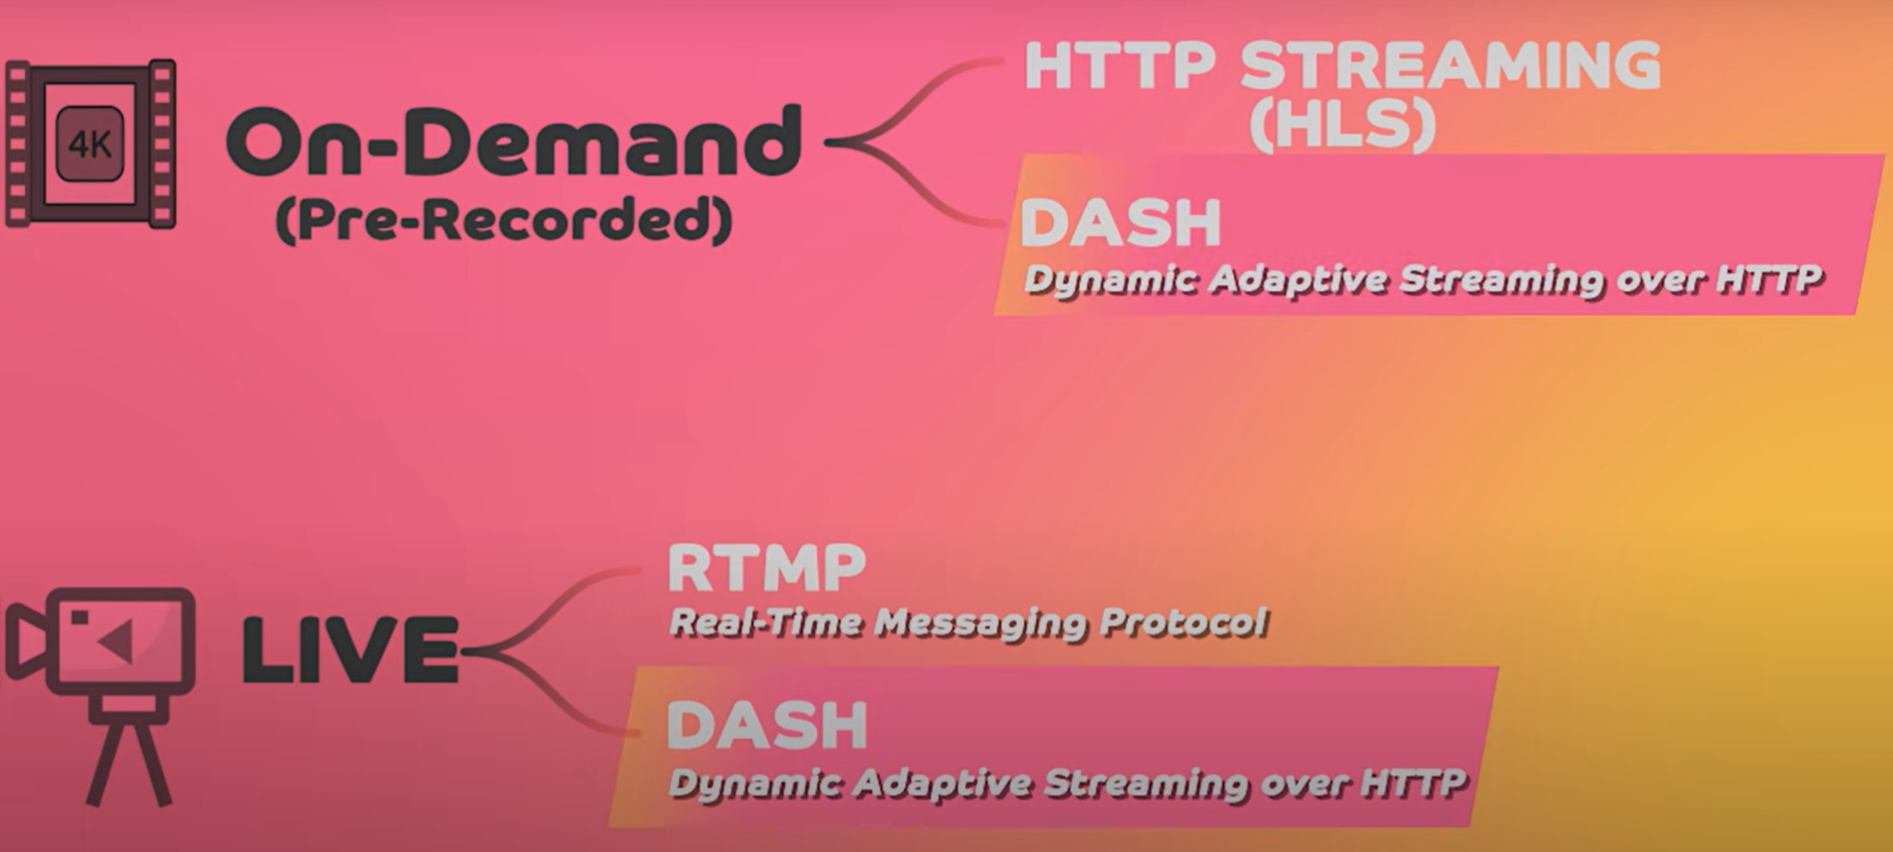 4K
On-Demand
(Pre-Recorded)
HTTP STREAMING
(HLS)
DASH
Dynamic Adaptive Streaming over HTTP
LIVE
RTMP
Real-Time Messaging Protocol
DASH
Dynamic Adaptive Streaming over HTTP